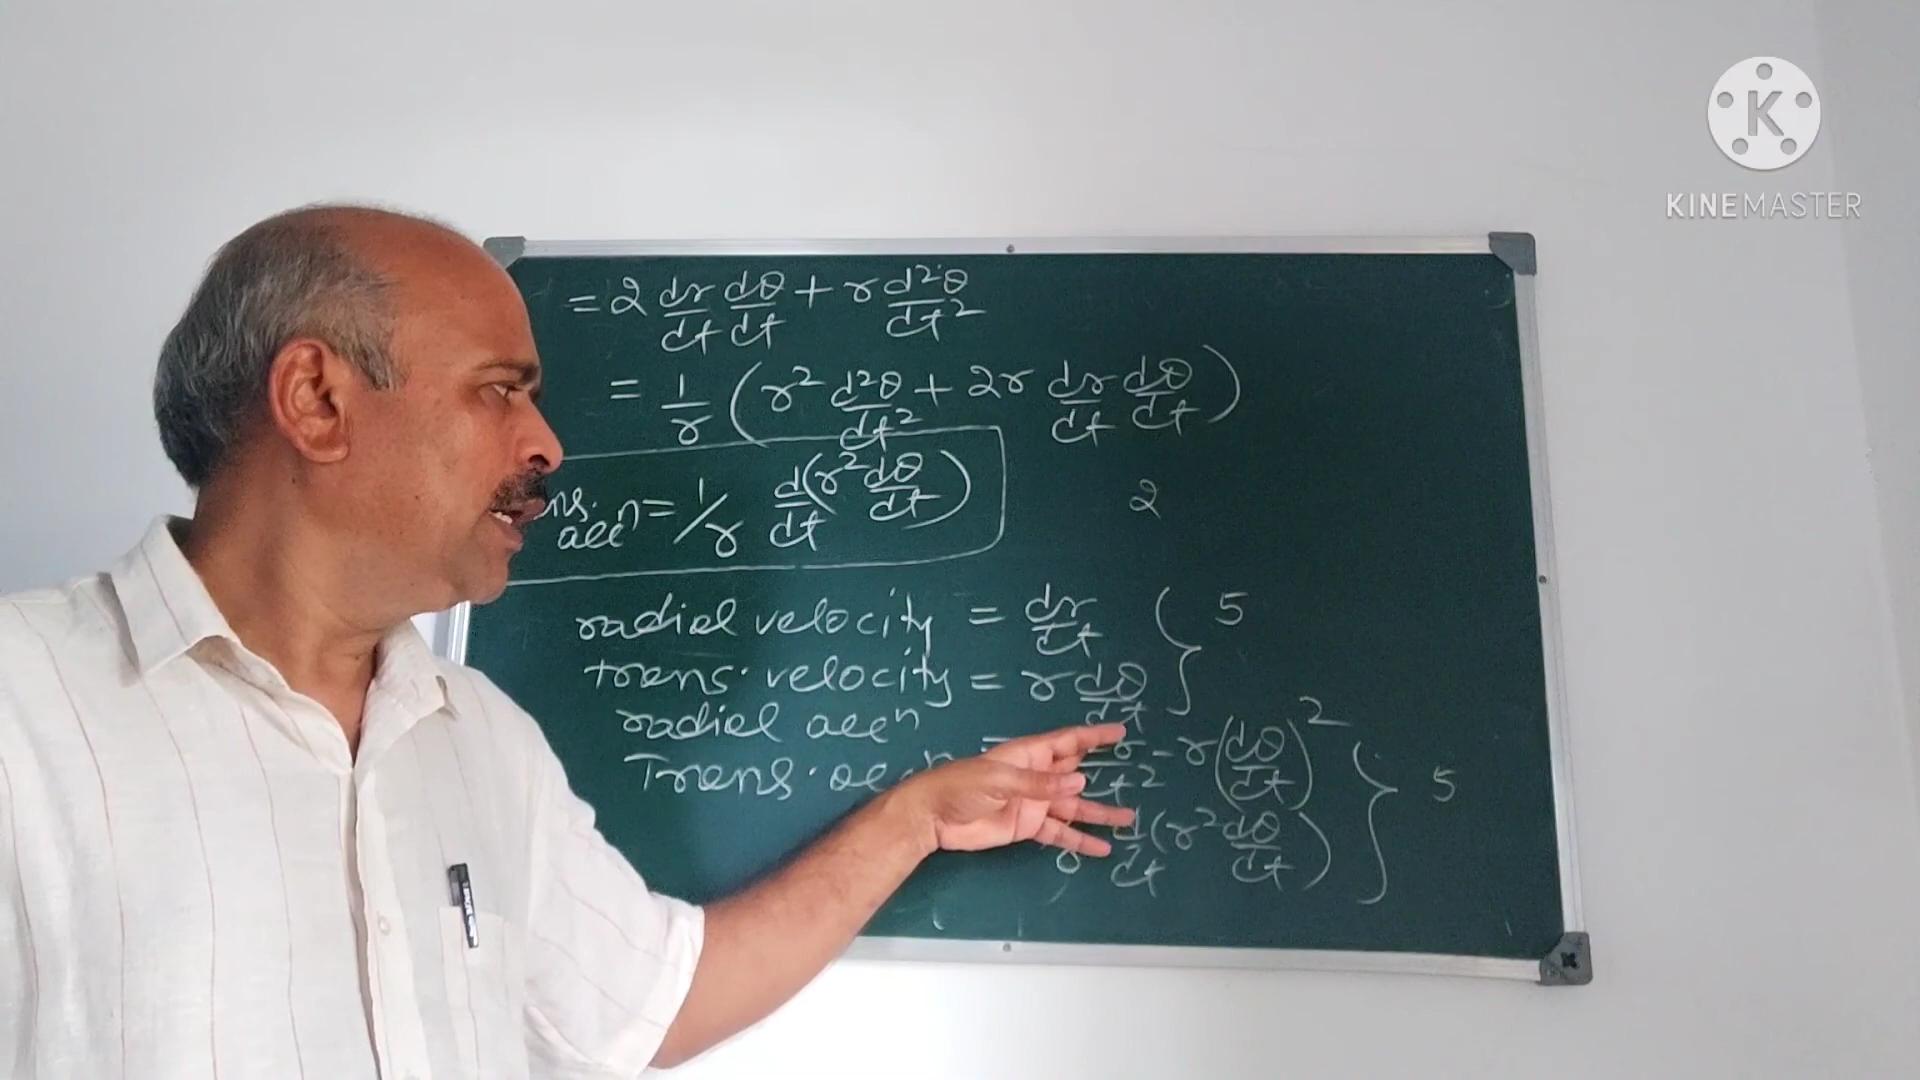 K
KINEMASTER
= 2 dr/dt dθ/dt + r d²θ/dt²
= 1/r ( r² d²θ/dt² + 2r dr/dt dθ/dt )
accⁿ = 1/r d/dt (r² dθ/dt)
2
radial velocity = dr/dt } 5
trans. velocity = r dθ/dt
radial accⁿ
= - r (dθ/dt)²
Trans.
d/dt (r² dθ/dt) } 5